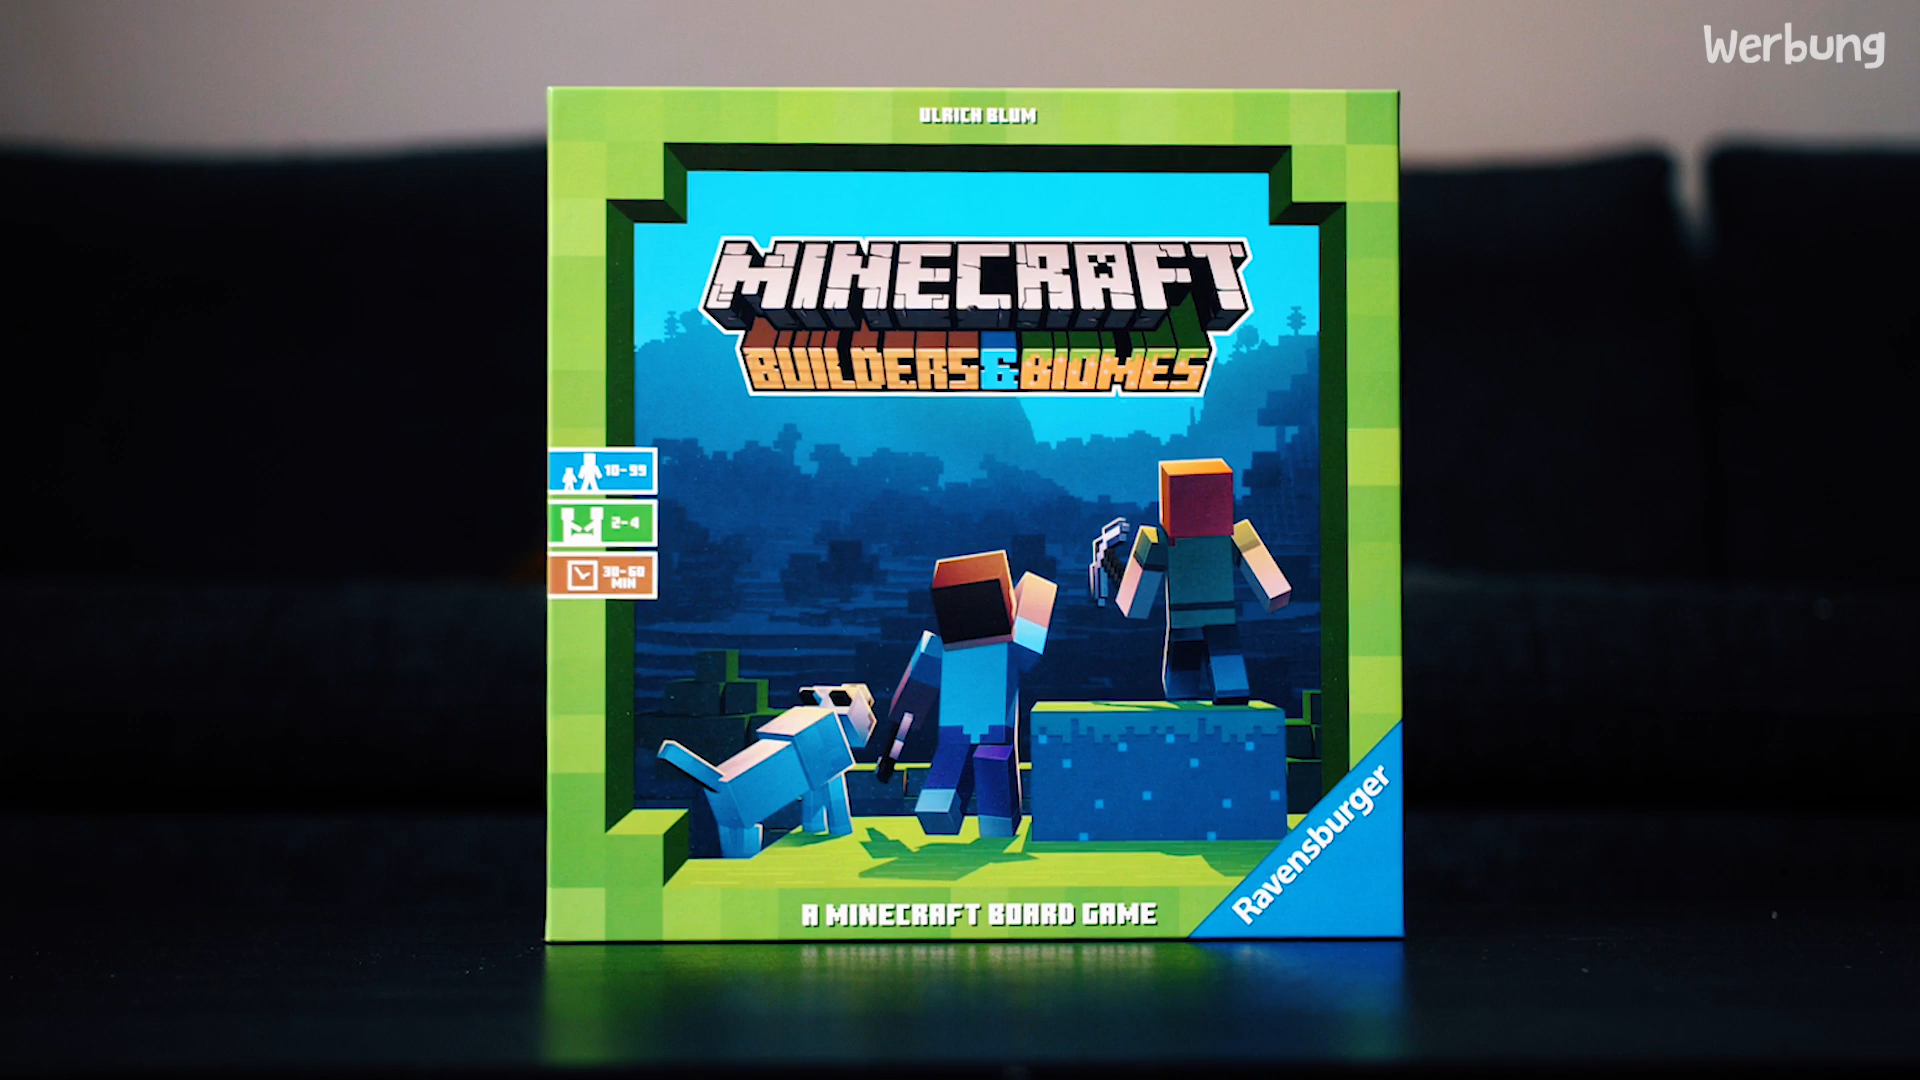 Werbung
ULRICH BLUM
MINECRAFT
BUILDERS & BIOMES
10-99
2-4
30-60
MIN
Ravensburger
A MINECRAFT BOARD GAME